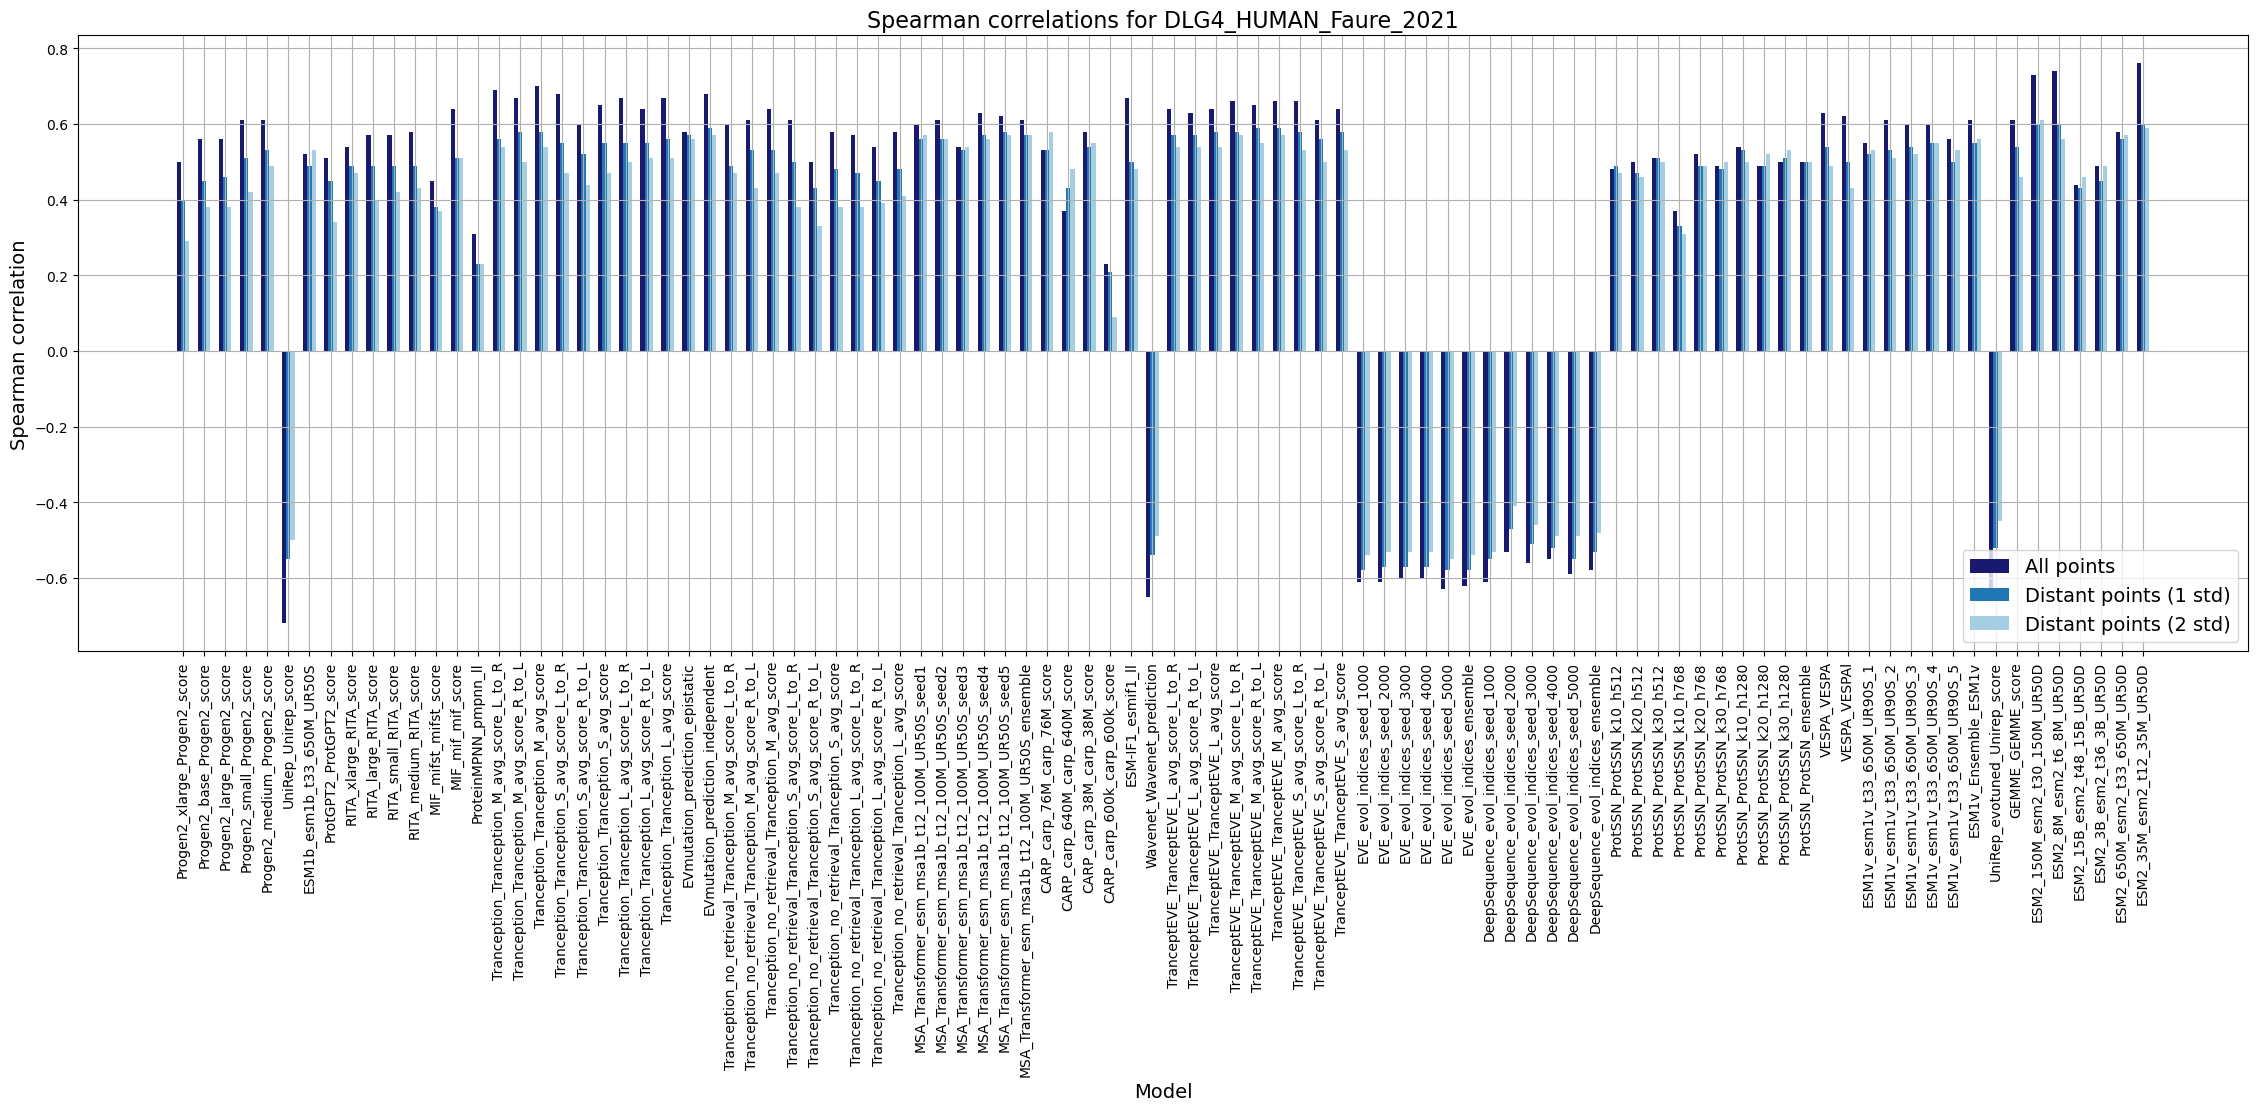 Spearman correlations for DLG4_HUMAN_Faure_2021
Spearman correlation
0.8
0.6
0.4
0.2
0.0
−0.2
−0.4
−0.6
All points
Distant points (1 std)
Distant points (2 std)
Progen2_xlarge_Progen2_score
Progen2_base_Progen2_score
Progen2_large_Progen2_score
Progen2_small_Progen2_score
Progen2_medium_Progen2_score
UniRep_Unirep_score
ESM1b_esm1b_t33_650M_UR50S
ProtGPT2_ProtGPT2_score
RITA_xlarge_RITA_score
RITA_large_RITA_score
RITA_small_RITA_score
RITA_medium_RITA_score
MIF_mifst_mifst_score
MIF_mif_mif_score
ProteinMPNN_pmpnn_ll
Tranception_Tranception_M_avg_score_L_to_R
Tranception_Tranception_M_avg_score_R_to_L
Tranception_Tranception_M_avg_score
Tranception_Tranception_S_avg_score_L_to_R
Tranception_Tranception_S_avg_score_R_to_L
Tranception_Tranception_S_avg_score
Tranception_Tranception_L_avg_score_L_to_R
Tranception_Tranception_L_avg_score_R_to_L
Tranception_Tranception_L_avg_score
EVmutation_prediction_epistatic
EVmutation_prediction_independent
Tranception_no_retrieval_Tranception_M_avg_score_L_to_R
Tranception_no_retrieval_Tranception_M_avg_score_R_to_L
Tranception_no_retrieval_Tranception_M_avg_score
Tranception_no_retrieval_Tranception_S_avg_score_L_to_R
Tranception_no_retrieval_Tranception_S_avg_score_R_to_L
Tranception_no_retrieval_Tranception_S_avg_score
Tranception_no_retrieval_Tranception_L_avg_score_L_to_R
Tranception_no_retrieval_Tranception_L_avg_score_R_to_L
Tranception_no_retrieval_Tranception_L_avg_score
MSA_Transformer_esm_msa1b_t12_100M_UR50S_seed1
MSA_Transformer_esm_msa1b_t12_100M_UR50S_seed2
MSA_Transformer_esm_msa1b_t12_100M_UR50S_seed3
MSA_Transformer_esm_msa1b_t12_100M_UR50S_seed4
MSA_Transformer_esm_msa1b_t12_100M_UR50S_seed5
MSA_Transformer_esm_msa1b_t12_100M_UR50S_ensemble
CARP_carp_76M_carp_76M_score
CARP_carp_640M_carp_640M_score
CARP_carp_38M_carp_38M_score
CARP_carp_600k_carp_600k_score
ESM-IF1_esmif1_ll
Wavenet_Wavenet_prediction
TranceptEVE_TranceptEVE_L_avg_score_L_to_R
TranceptEVE_TranceptEVE_L_avg_score_R_to_L
TranceptEVE_TranceptEVE_L_avg_score
TranceptEVE_TranceptEVE_M_avg_score_L_to_R
TranceptEVE_TranceptEVE_M_avg_score_R_to_L
TranceptEVE_TranceptEVE_M_avg_score
TranceptEVE_TranceptEVE_S_avg_score_L_to_R
TranceptEVE_TranceptEVE_S_avg_score_R_to_L
TranceptEVE_TranceptEVE_S_avg_score
EVE_evol_indices_seed_1000
EVE_evol_indices_seed_2000
EVE_evol_indices_seed_3000
EVE_evol_indices_seed_4000
EVE_evol_indices_seed_5000
EVE_evol_indices_ensemble
DeepSequence_evol_indices_seed_1000
DeepSequence_evol_indices_seed_2000
DeepSequence_evol_indices_seed_3000
DeepSequence_evol_indices_seed_4000
DeepSequence_evol_indices_seed_5000
DeepSequence_evol_indices_ensemble
ProtSSN_ProtSSN_k10_h512
ProtSSN_ProtSSN_k20_h512
ProtSSN_ProtSSN_k30_h512
ProtSSN_ProtSSN_k10_h768
ProtSSN_ProtSSN_k20_h768
ProtSSN_ProtSSN_k30_h768
ProtSSN_ProtSSN_k10_h1280
ProtSSN_ProtSSN_k20_h1280
ProtSSN_ProtSSN_k30_h1280
ProtSSN_ProtSSN_ensemble
VESPA_VESPA
VESPA_VESPAl
ESM1v_esm1v_t33_650M_UR90S_1
ESM1v_esm1v_t33_650M_UR90S_2
ESM1v_esm1v_t33_650M_UR90S_3
ESM1v_esm1v_t33_650M_UR90S_4
ESM1v_esm1v_t33_650M_UR90S_5
ESM1v_Ensemble_ESM1v
UniRep_evotuned_Unirep_score
GEMME_GEMME_score
ESM2_150M_esm2_t30_150M_UR50D
ESM2_8M_esm2_t6_8M_UR50D
ESM2_15B_esm2_t48_15B_UR50D
ESM2_3B_esm2_t36_3B_UR50D
ESM2_650M_esm2_t33_650M_UR50D
ESM2_35M_esm2_t12_35M_UR50D
Model